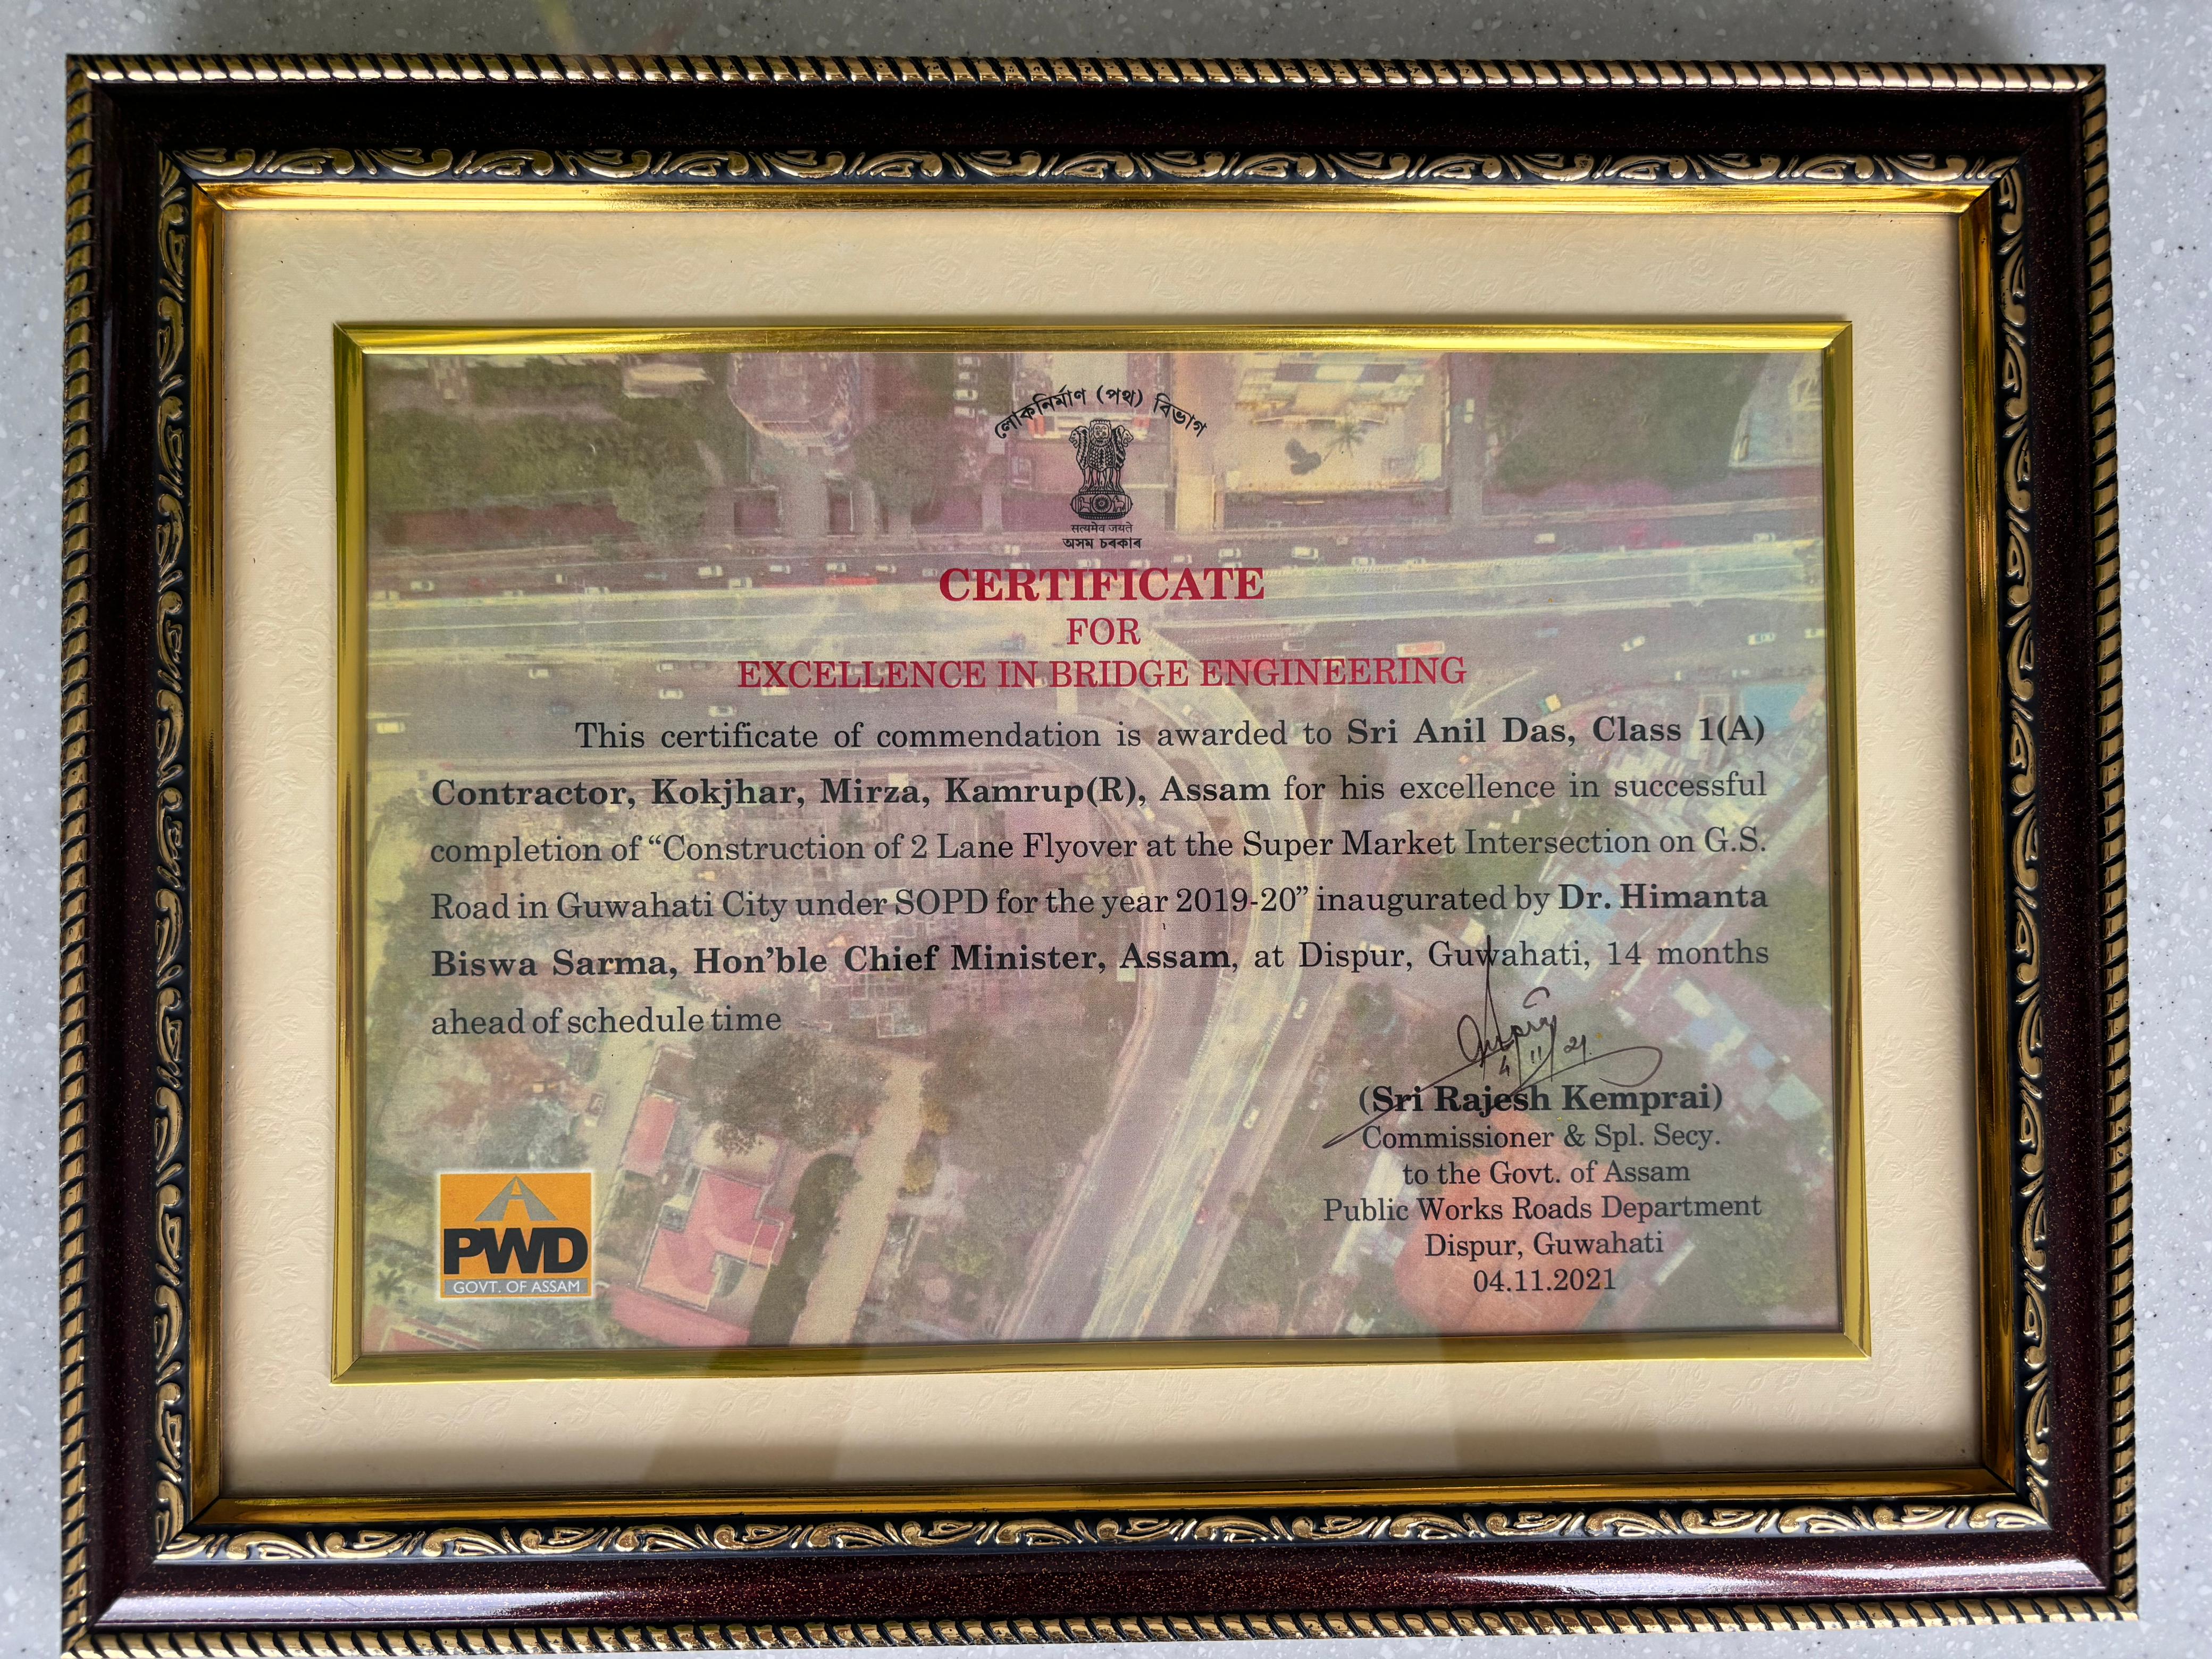 লোকনিৰ্মাণ (পথ) বিভাগ
सत्यमेव जयते
অসম চৰকাৰ
CERTIFICATE
FOR
EXCELLENCE IN BRIDGE ENGINEERING
This certificate of commendation is awarded to Sri Anil Das, Class 1(A)
Contractor, Kokjhar, Mirza, Kamrup(R), Assam for his excellence in successful
completion of “Construction of 2 Lane Flyover at the Super Market Intersection on G.S.
Road in Guwahati City under SOPD for the year 2019-20” inaugurated by Dr. Himanta
Biswa Sarma, Hon’ble Chief Minister, Assam, at Dispur, Guwahati, 14 months
ahead of schedule time
4/11/21
(Sri Rajesh Kemprai)
Commissioner & Spl. Secy.
to the Govt. of Assam
Public Works Roads Department
Dispur, Guwahati
04.11.2021
PWD
GOVT. OF ASSAM